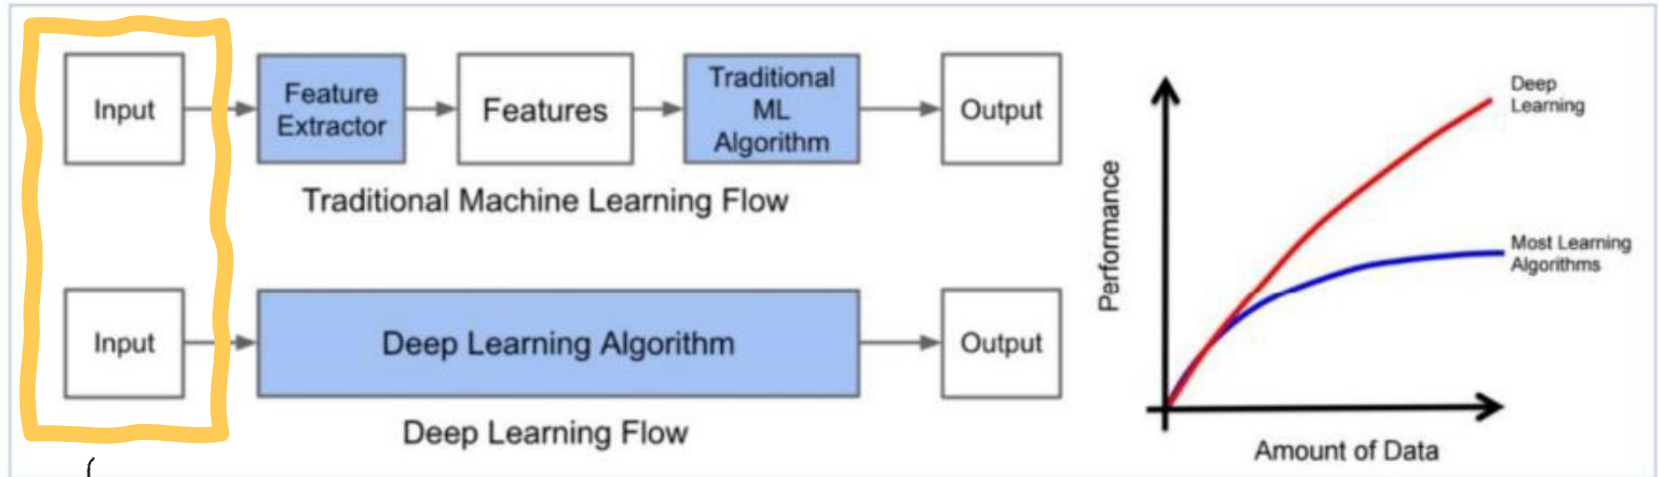 Input
Feature
Extractor
Features
Traditional
ML
Algorithm
Output
Traditional Machine Learning Flow
Input
Deep Learning Algorithm
Output
Deep Learning Flow
Performance
Deep
Learning
Most Learning
Algorithms
Amount of Data